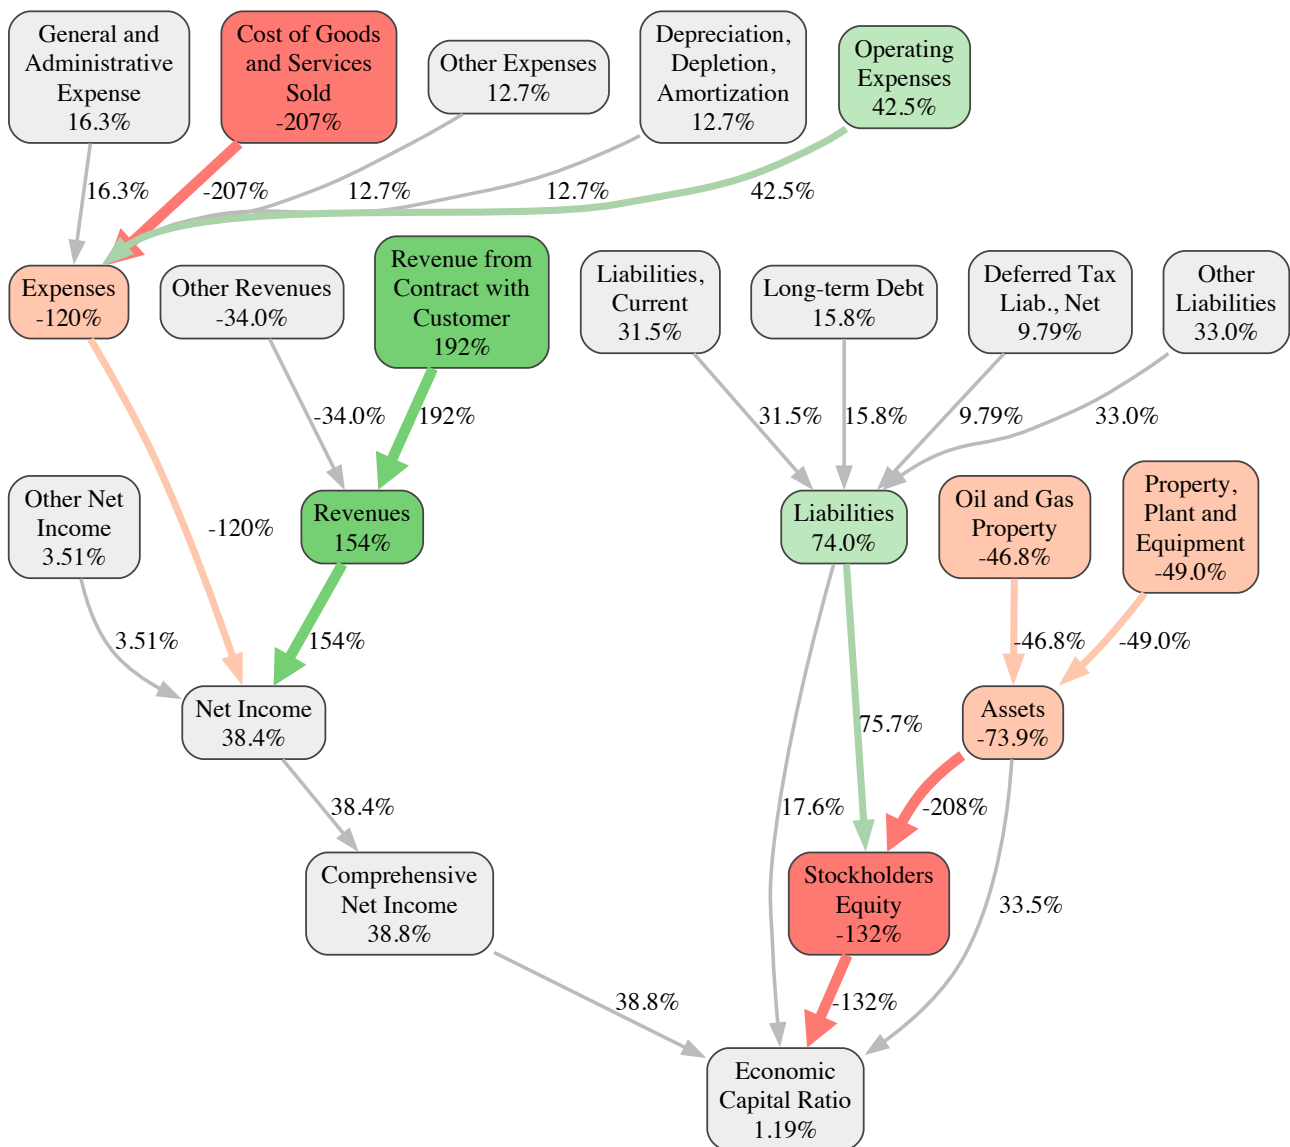 General and
Administrative
Expense
16.3%
Cost of Goods
and Services
Sold
-207%
Other Expenses
12.7%
Depreciation,
Depletion,
Amortization
12.7%
Operating
Expenses
42.5%
16.3%
-207%
12.7%
12.7%
42.5%
Expenses
-120%
Other Revenues
-34.0%
Revenue from
Contract with
Customer
192%
Liabilities,
Current
31.5%
Long-term Debt
15.8%
Deferred Tax
Liab., Net
9.79%
Other
Liabilities
33.0%
-34.0%
192%
31.5%
15.8%
9.79%
33.0%
Other Net
Income
3.51%
-120%
Revenues
154%
Liabilities
74.0%
Oil and Gas
Property
-46.8%
Property,
Plant and
Equipment
-49.0%
3.51%
154%
-46.8%
-49.0%
Net Income
38.4%
75.7%
Assets
-73.9%
38.4%
17.6%
-208%
Comprehensive
Net Income
38.8%
Stockholders
Equity
-132%
33.5%
38.8%
-132%
Economic
Capital Ratio
1.19%